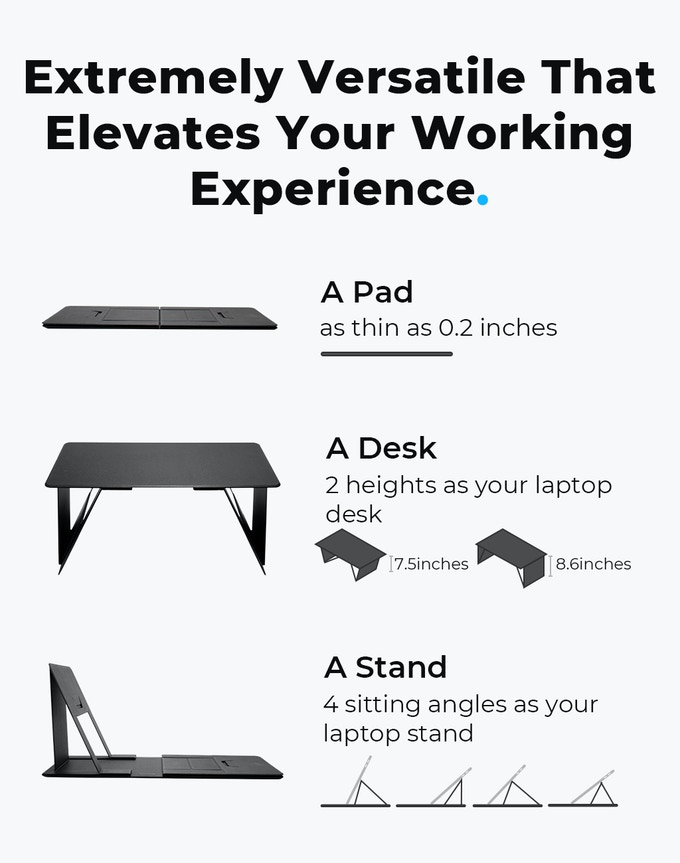 Extremely Versatile That
Elevates Your Working
Experience.
A Pad
as thin as 0.2 inches
A Desk
2 heights as your laptop
desk
7.5inches
8.6inches
A Stand
4 sitting angles as your
laptop stand